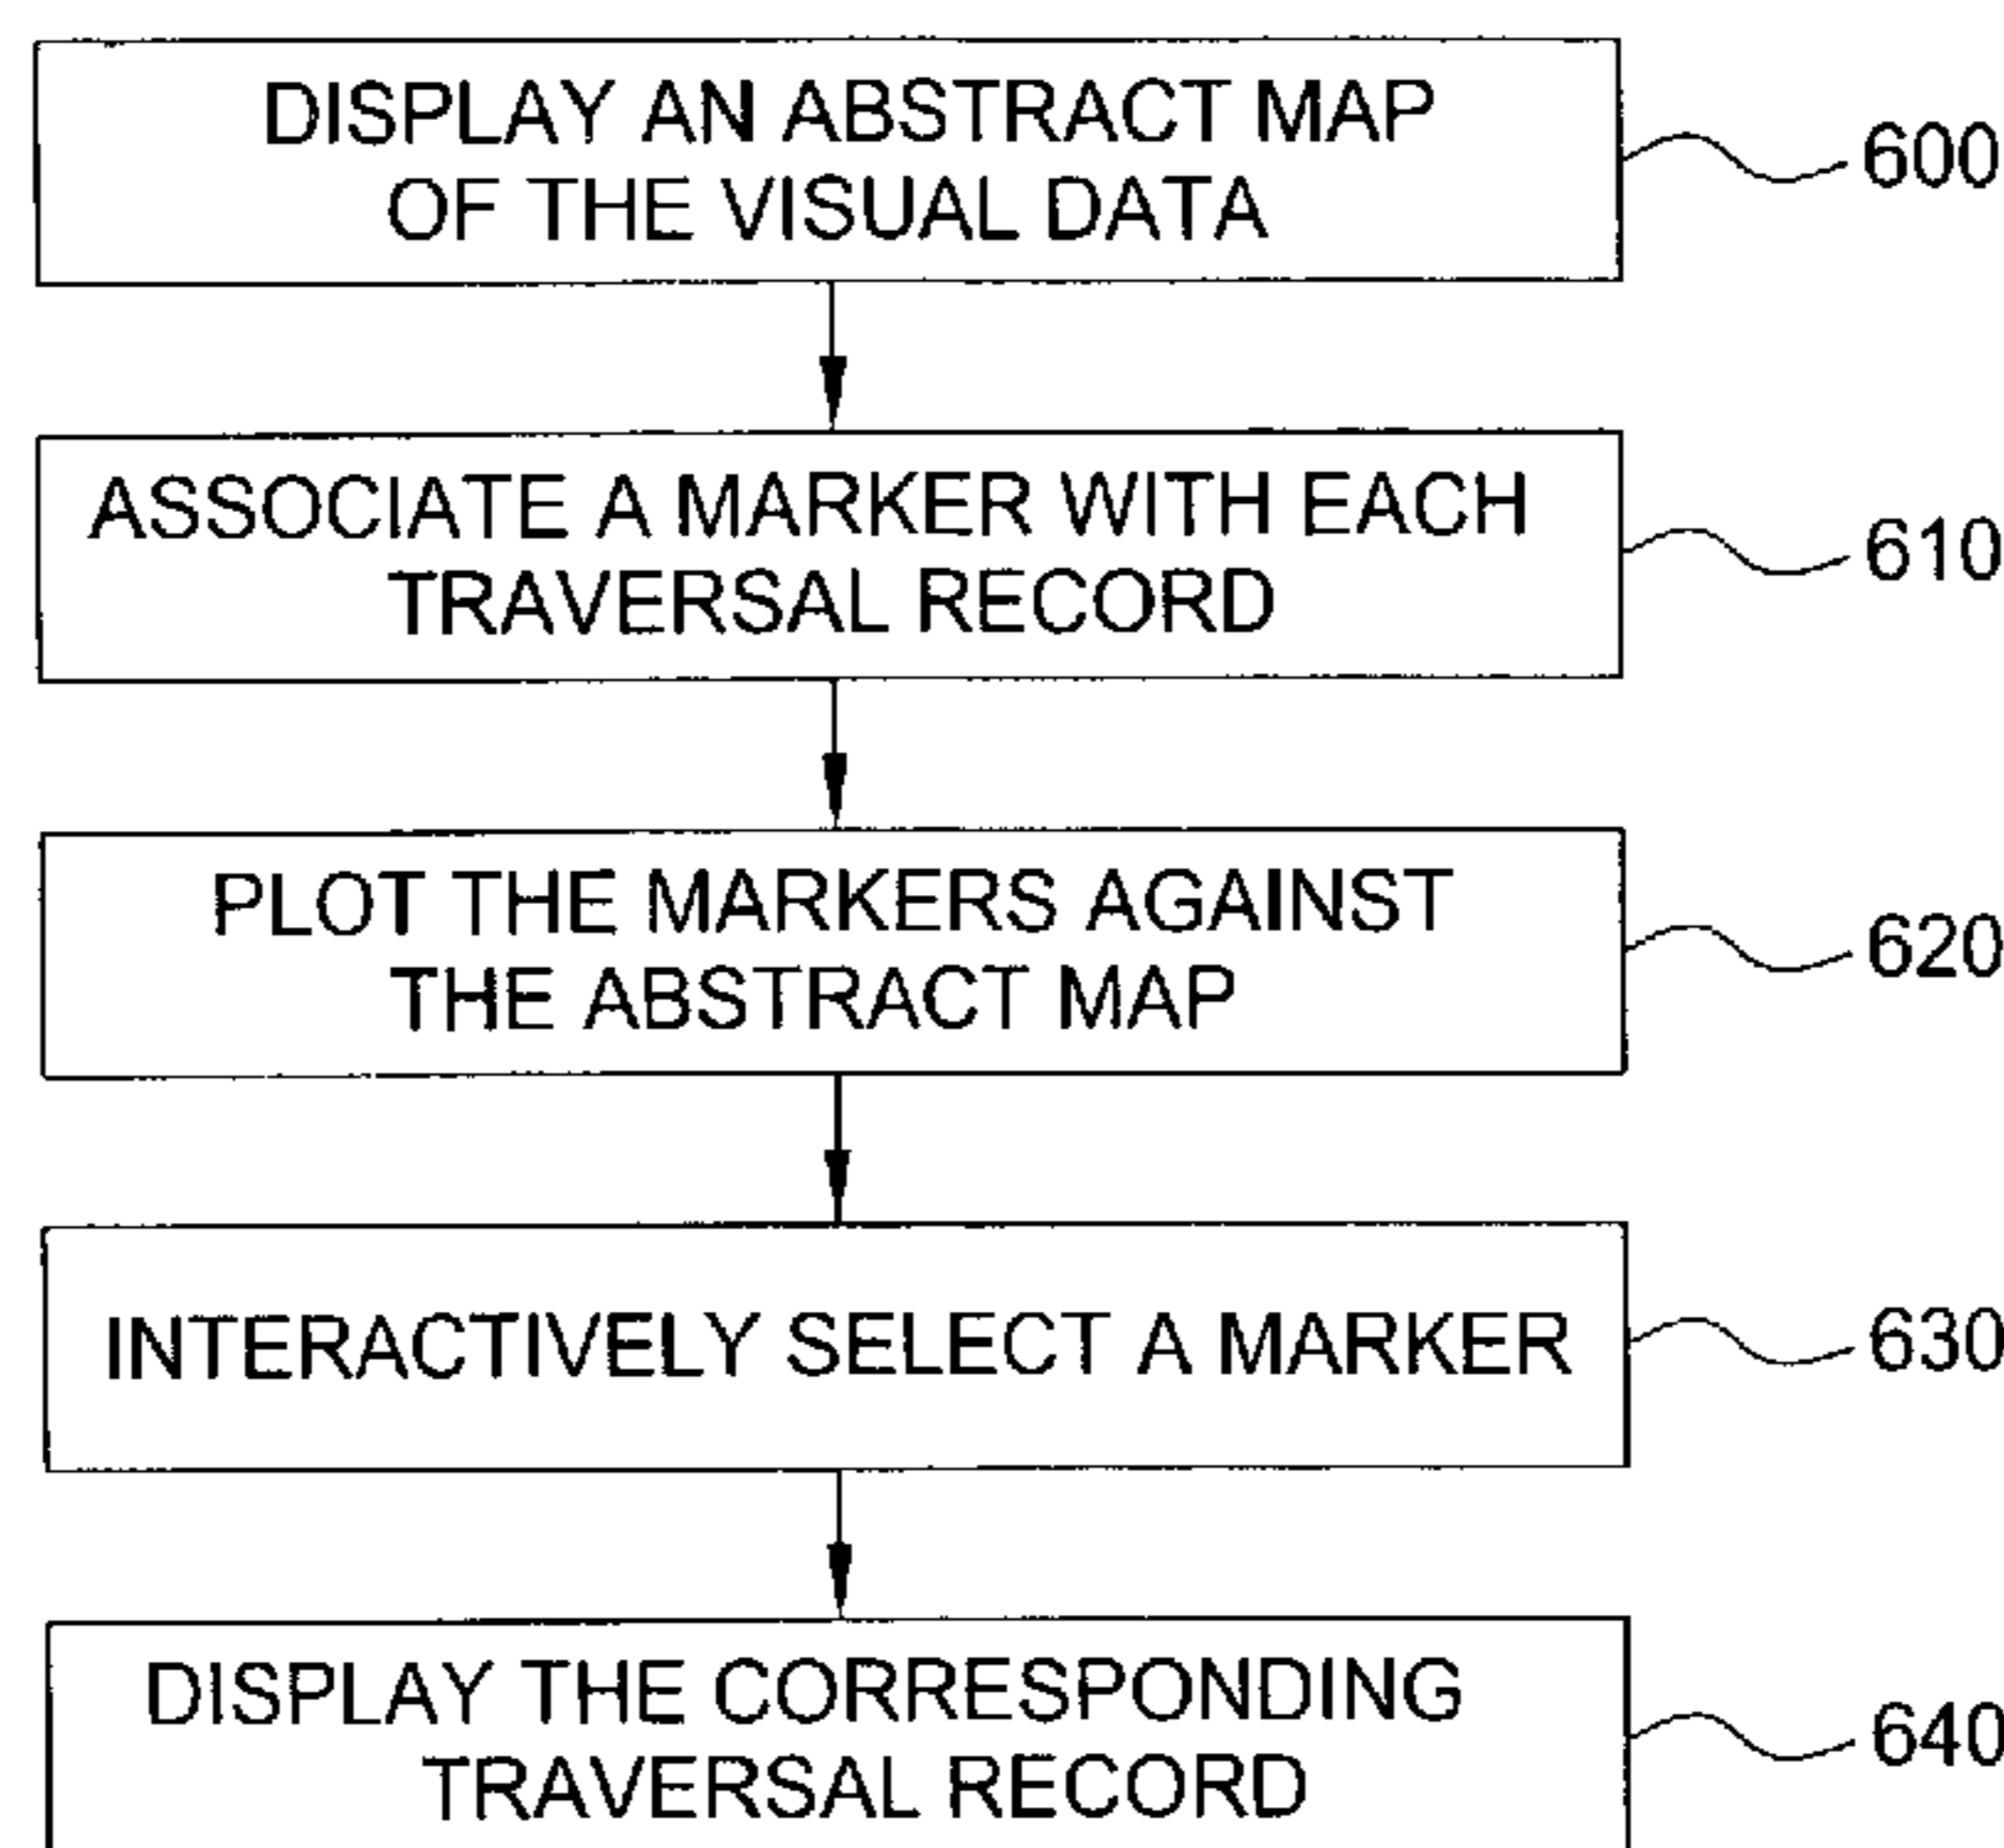 DISPLAY AN ABSTRACT MAP
OF THE VISUAL DATA
600
ASSOCIATE A MARKER WITH EACH
TRAVERSAL RECORD
610
PLOT THE MARKERS AGAINST
THE ABSTRACT MAP
620
INTERACTIVELY SELECT A MARKER
630
DISPLAY THE CORRESPONDING
TRAVERSAL RECORD
640